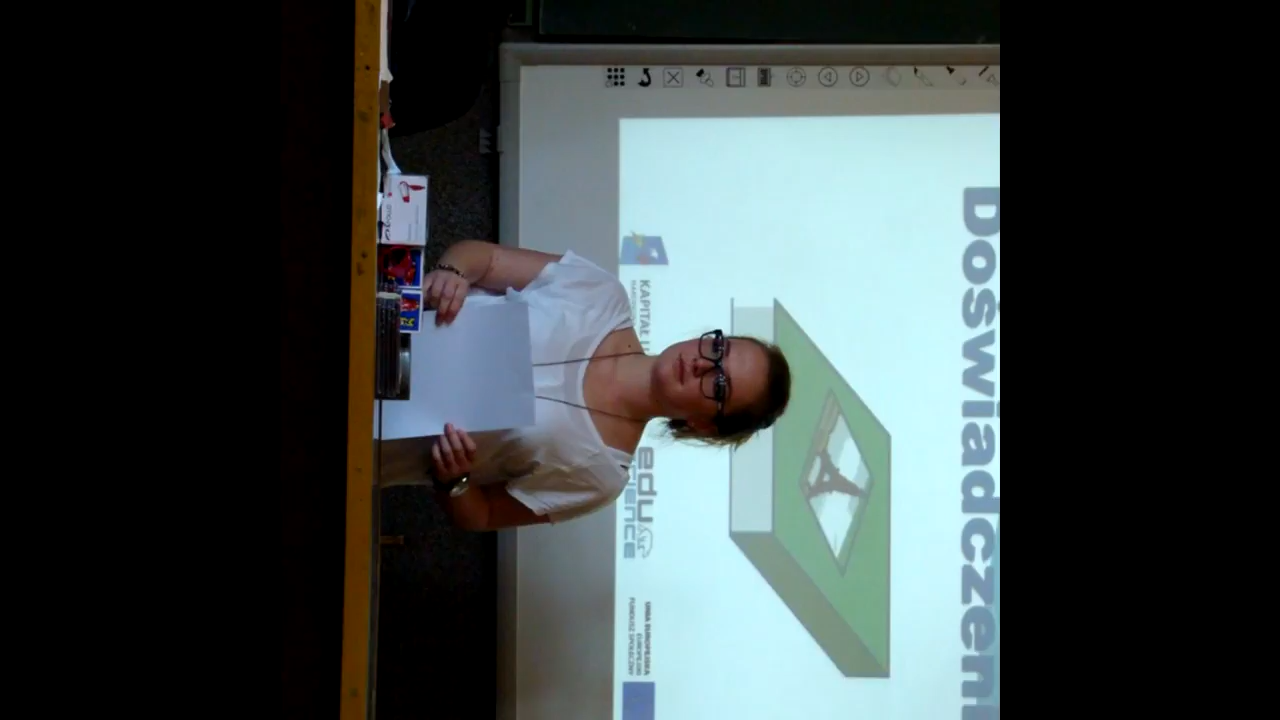 Doświadczeni
KAPITAŁ L
edu
science
UNIA EUROPEJSKA
EUROPEJSKI
FUNDUSZ SPOŁECZNY